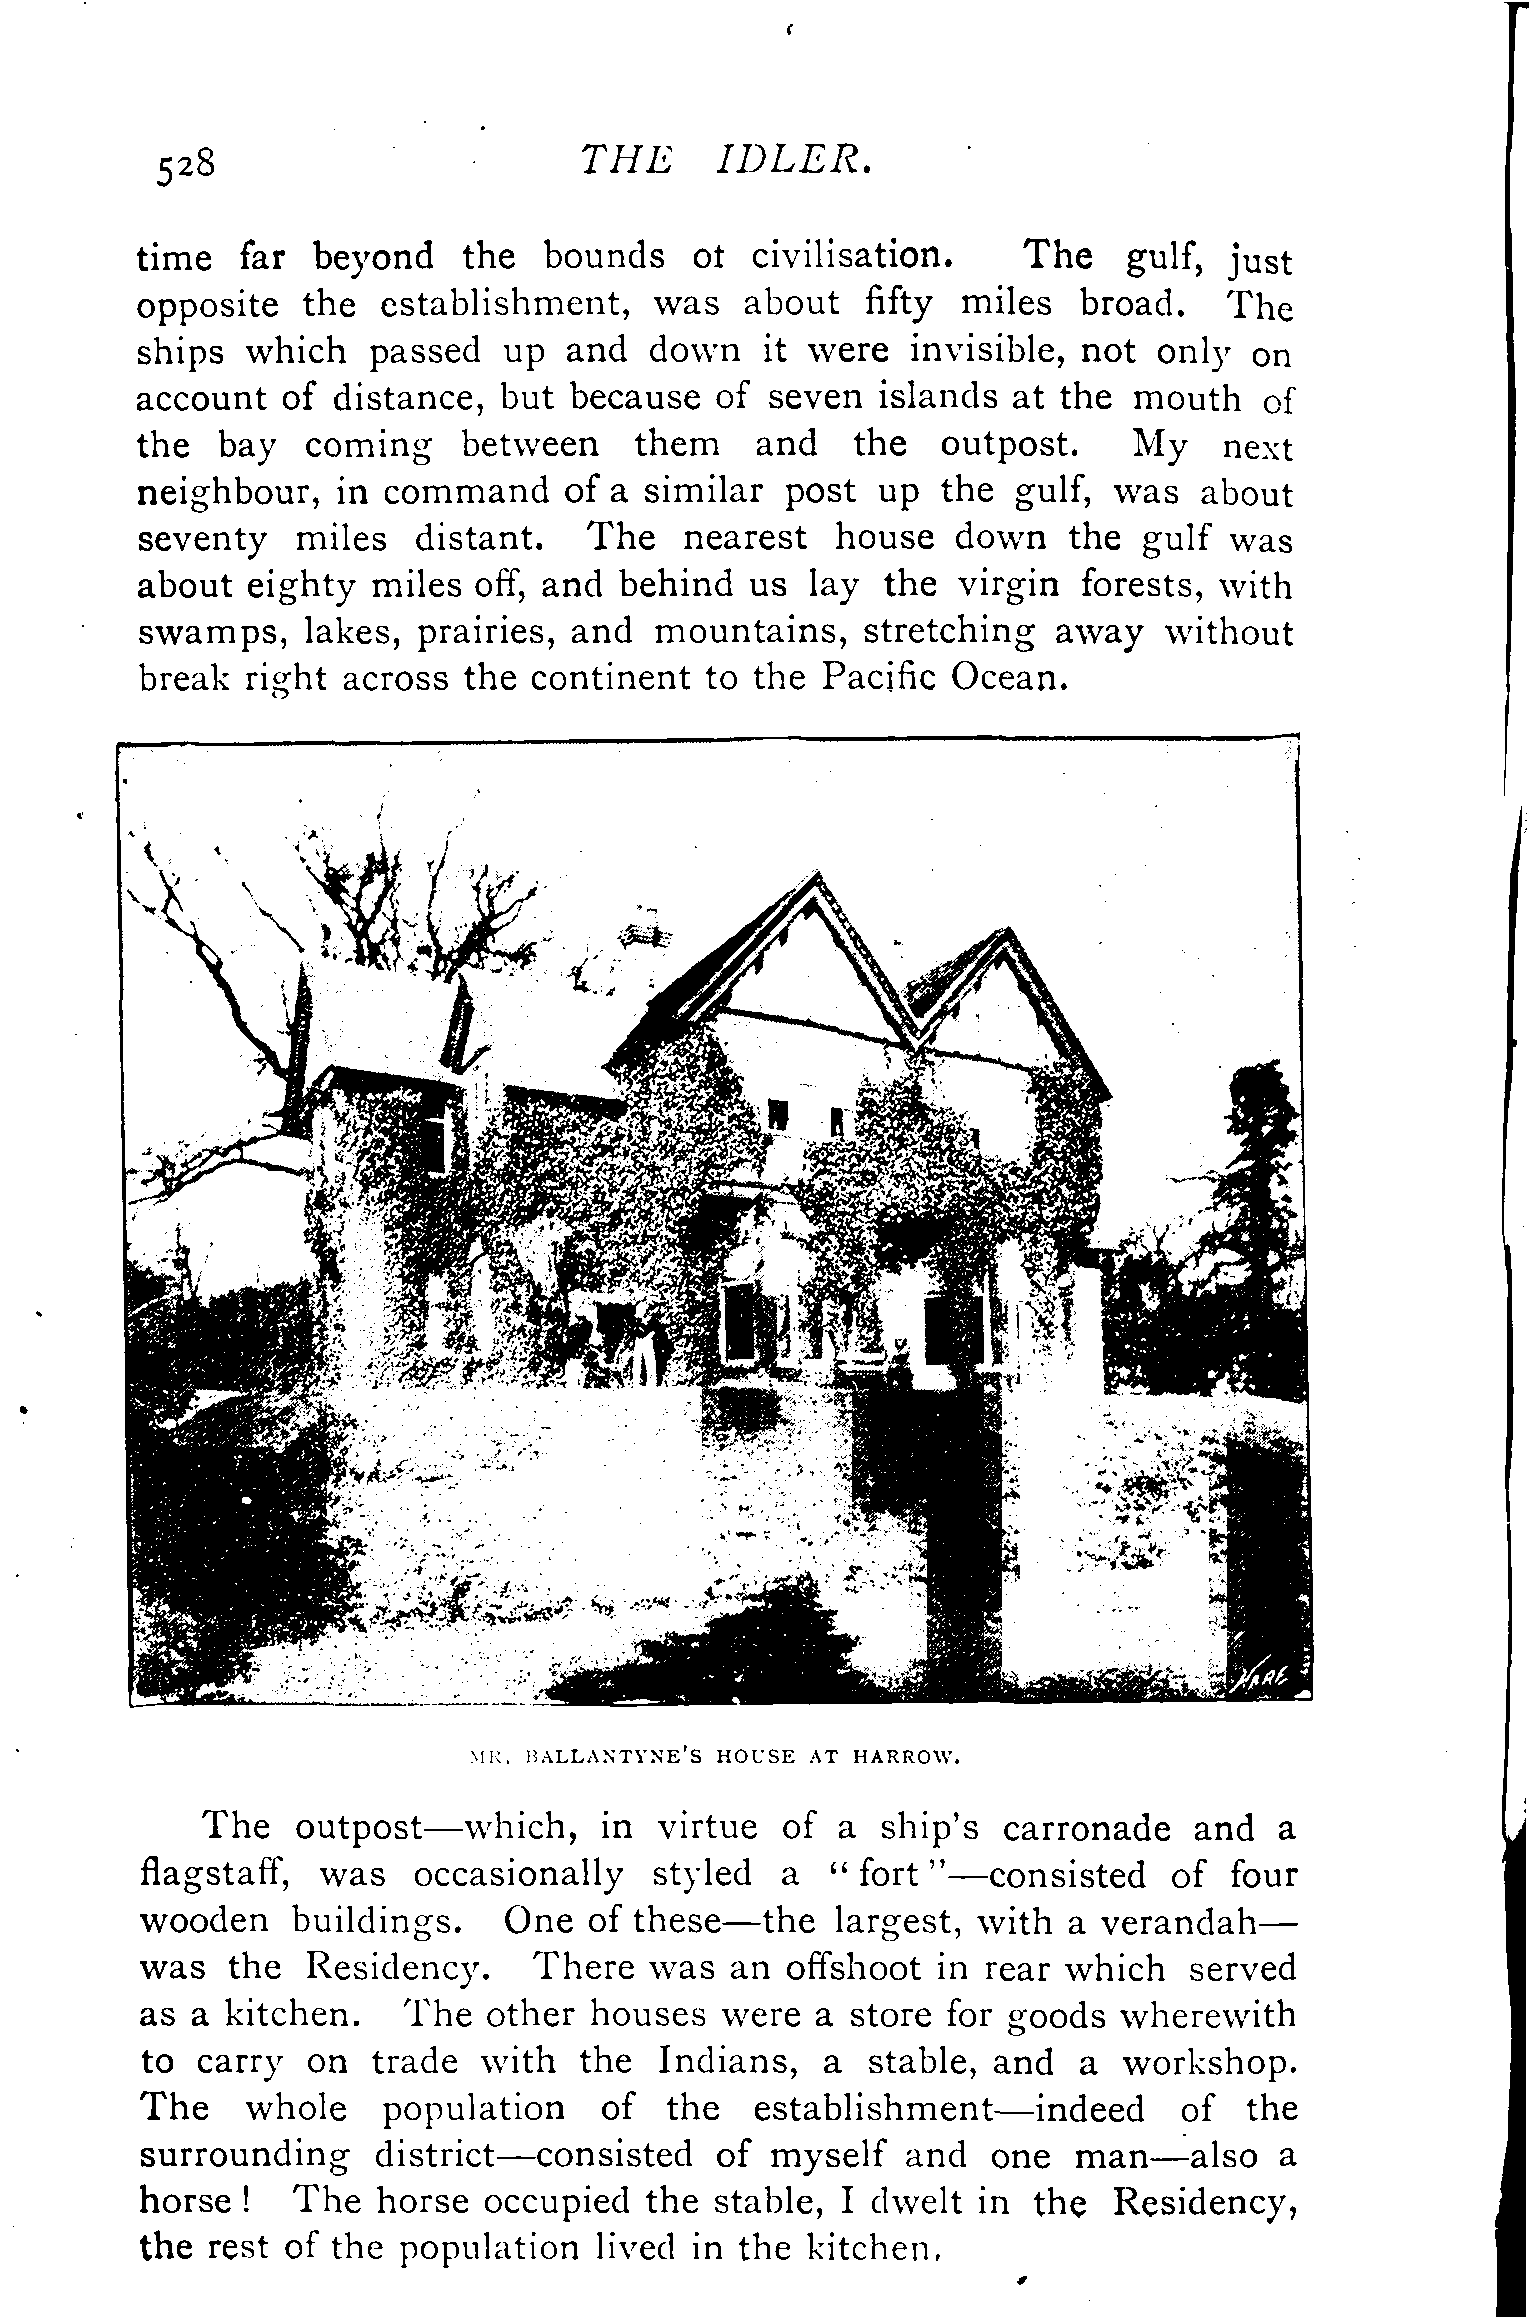 528 THE IDLER.
time far beyond the bounds ot civilisation. The gulf, just
opposite the establishment, was about fifty miles broad. The
ships which passed up and down it were invisible, not only on
account of distance, but because of seven islands at the mouth of
the bay coming between them and the outpost. My next
neighbour, in command of a similar post up the gulf, was about
seventy miles distant. The nearest house down the gulf was
about eighty miles off, and behind us lay the virgin forests, with
swamps, lakes, prairies, and mountains, stretching away without
break right across the continent to the Pacific Ocean.
HARE
MR. BALLANTYNE'S HOUSE AT HARROW.
The outpost—which, in virtue of a ship's carronade and a
flagstaff, was occasionally styled a “fort”—consisted of four
wooden buildings. One of these—the largest, with a verandah—
was the Residency. There was an offshoot in rear which served
as a kitchen. The other houses were a store for goods wherewith
to carry on trade with the Indians, a stable, and a workshop.
The whole population of the establishment—indeed of the
surrounding district—consisted of myself and one man—also a
horse! The horse occupied the stable, I dwelt in the Residency,
the rest of the population lived in the kitchen.